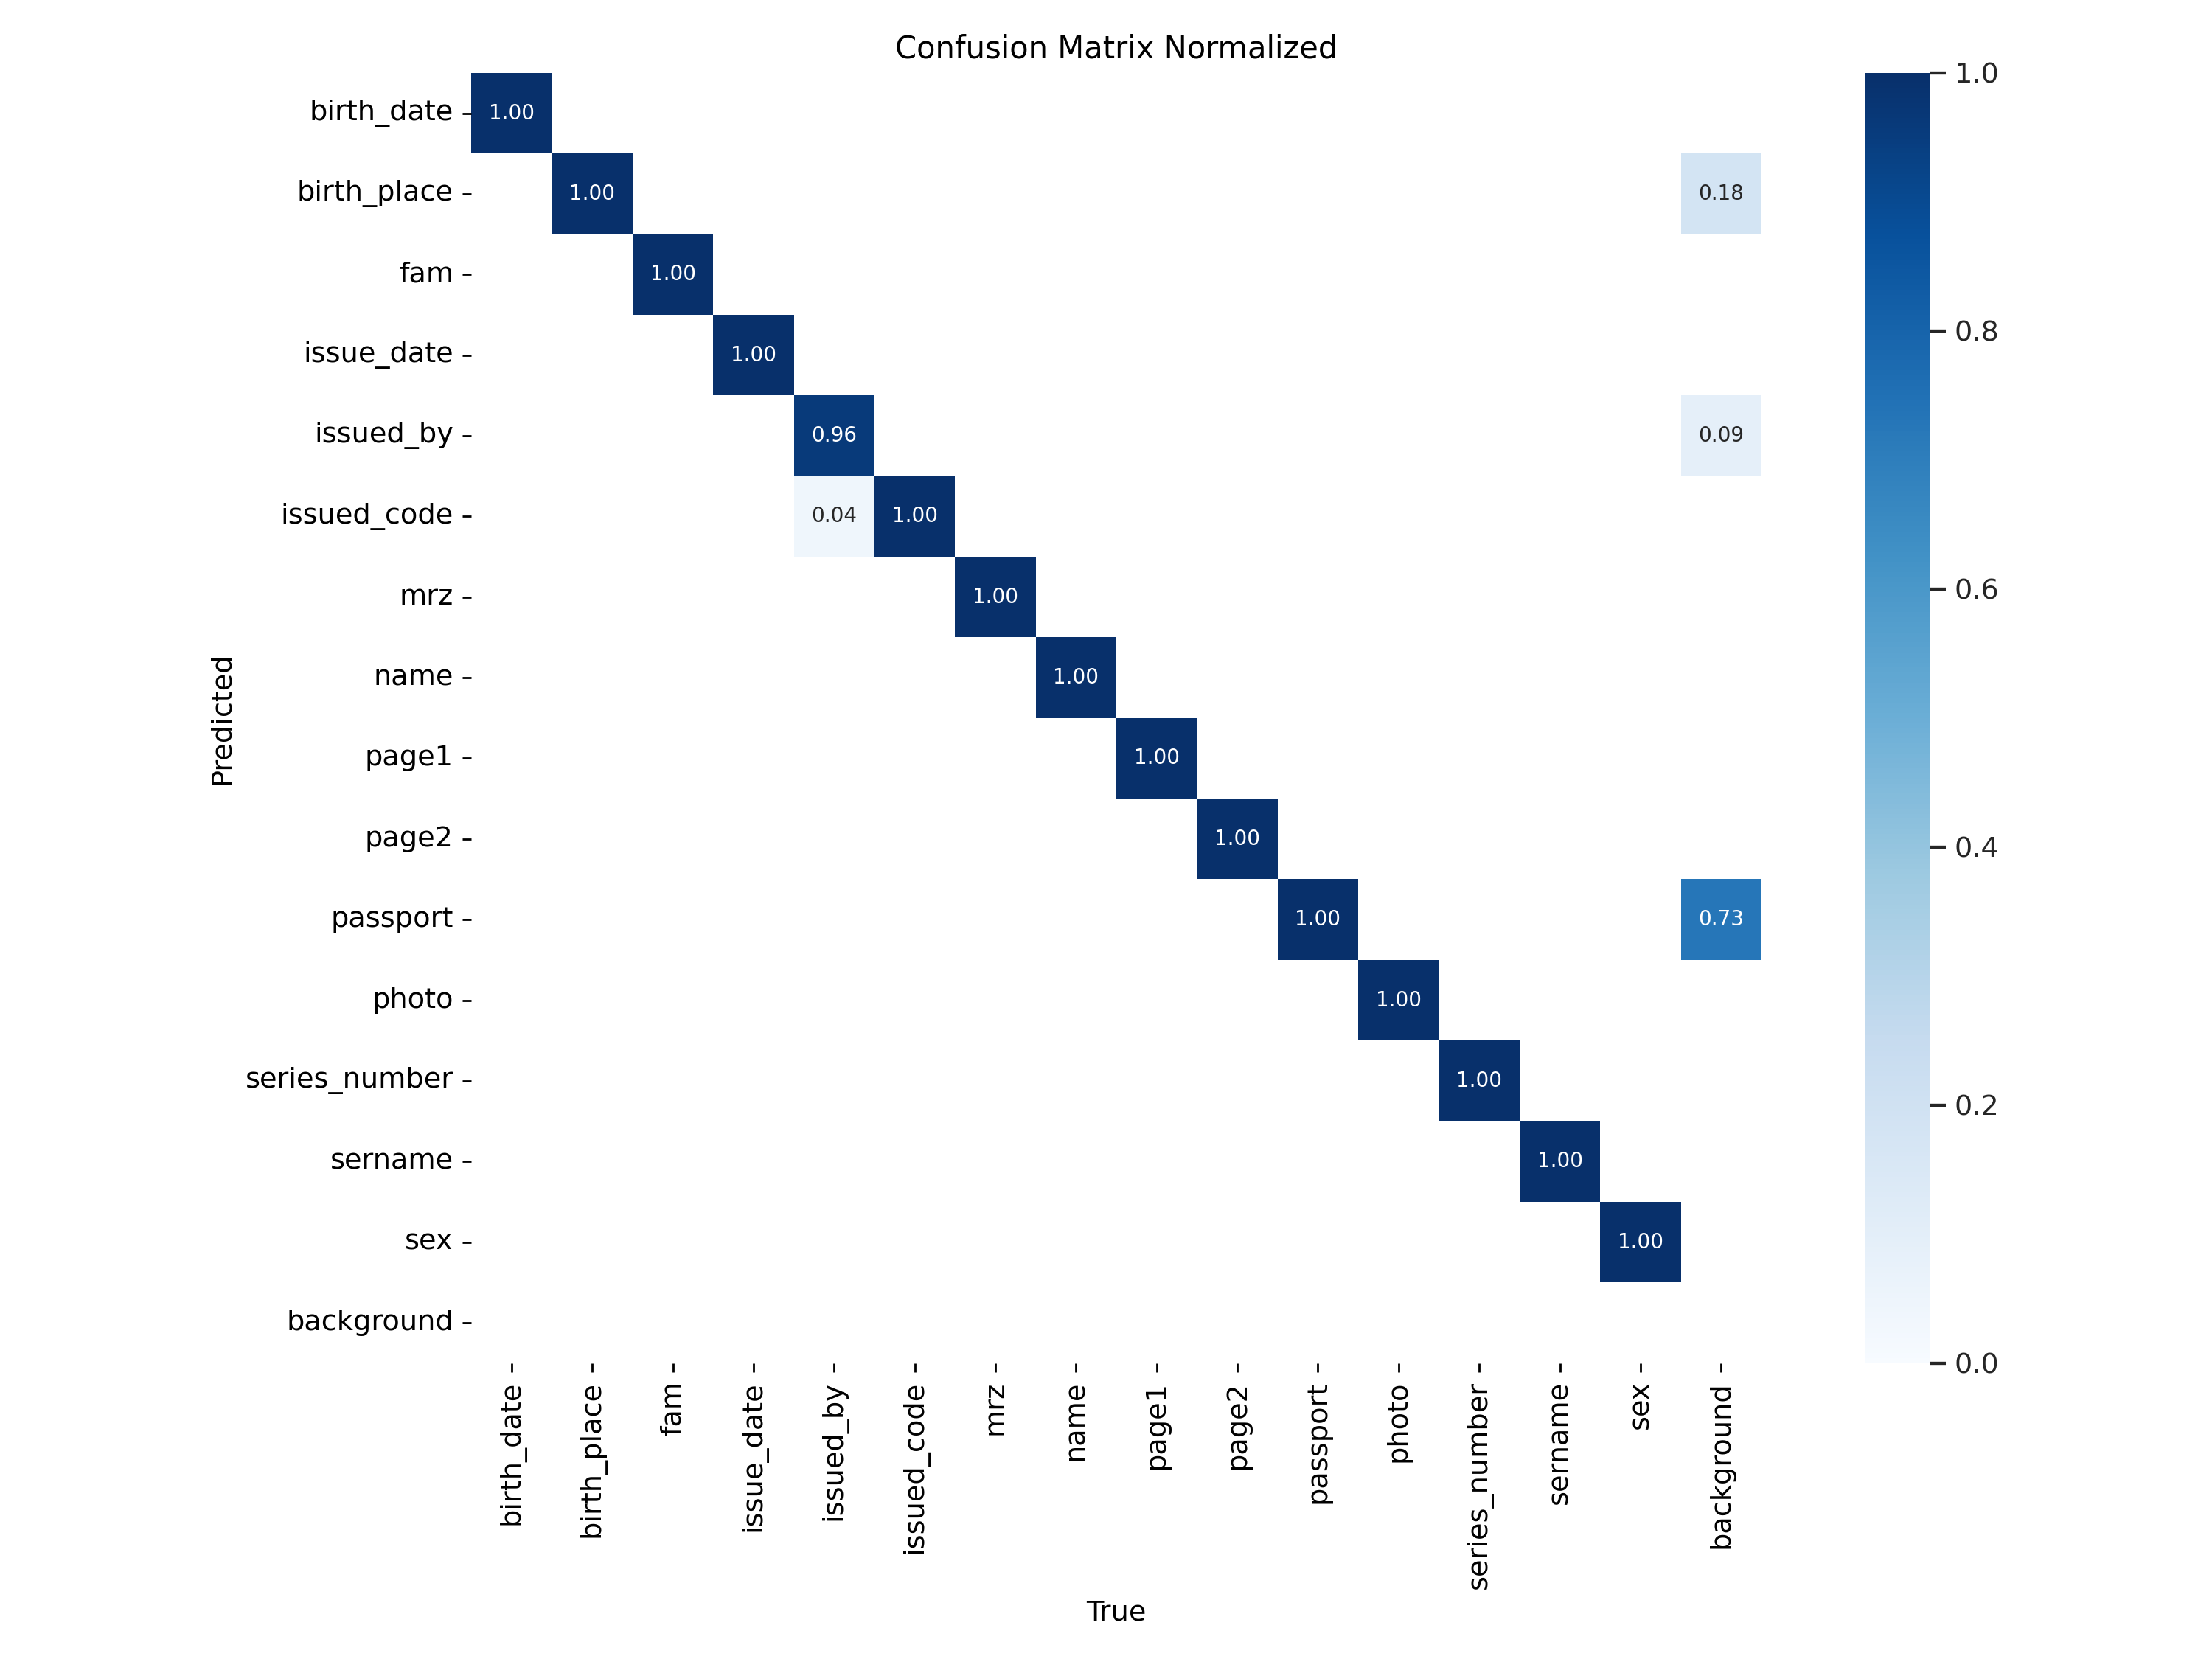 Confusion Matrix Normalized
birth_date 1.00
birth_place 1.00 0.18
fam 1.00
issue_date 1.00
issued_by 0.96 0.09
issued_code 0.04 1.00
mrz 1.00
name 1.00
page1 1.00
page2 1.00
passport 1.00 0.73
photo 1.00
series_number 1.00
sername 1.00
sex 1.00
background
Predicted
birth_date
birth_place
fam
issue_date
issued_by
issued_code
mrz
name
page1
page2
passport
photo
series_number
sername
sex
background
True
1.0
0.8
0.6
0.4
0.2
0.0